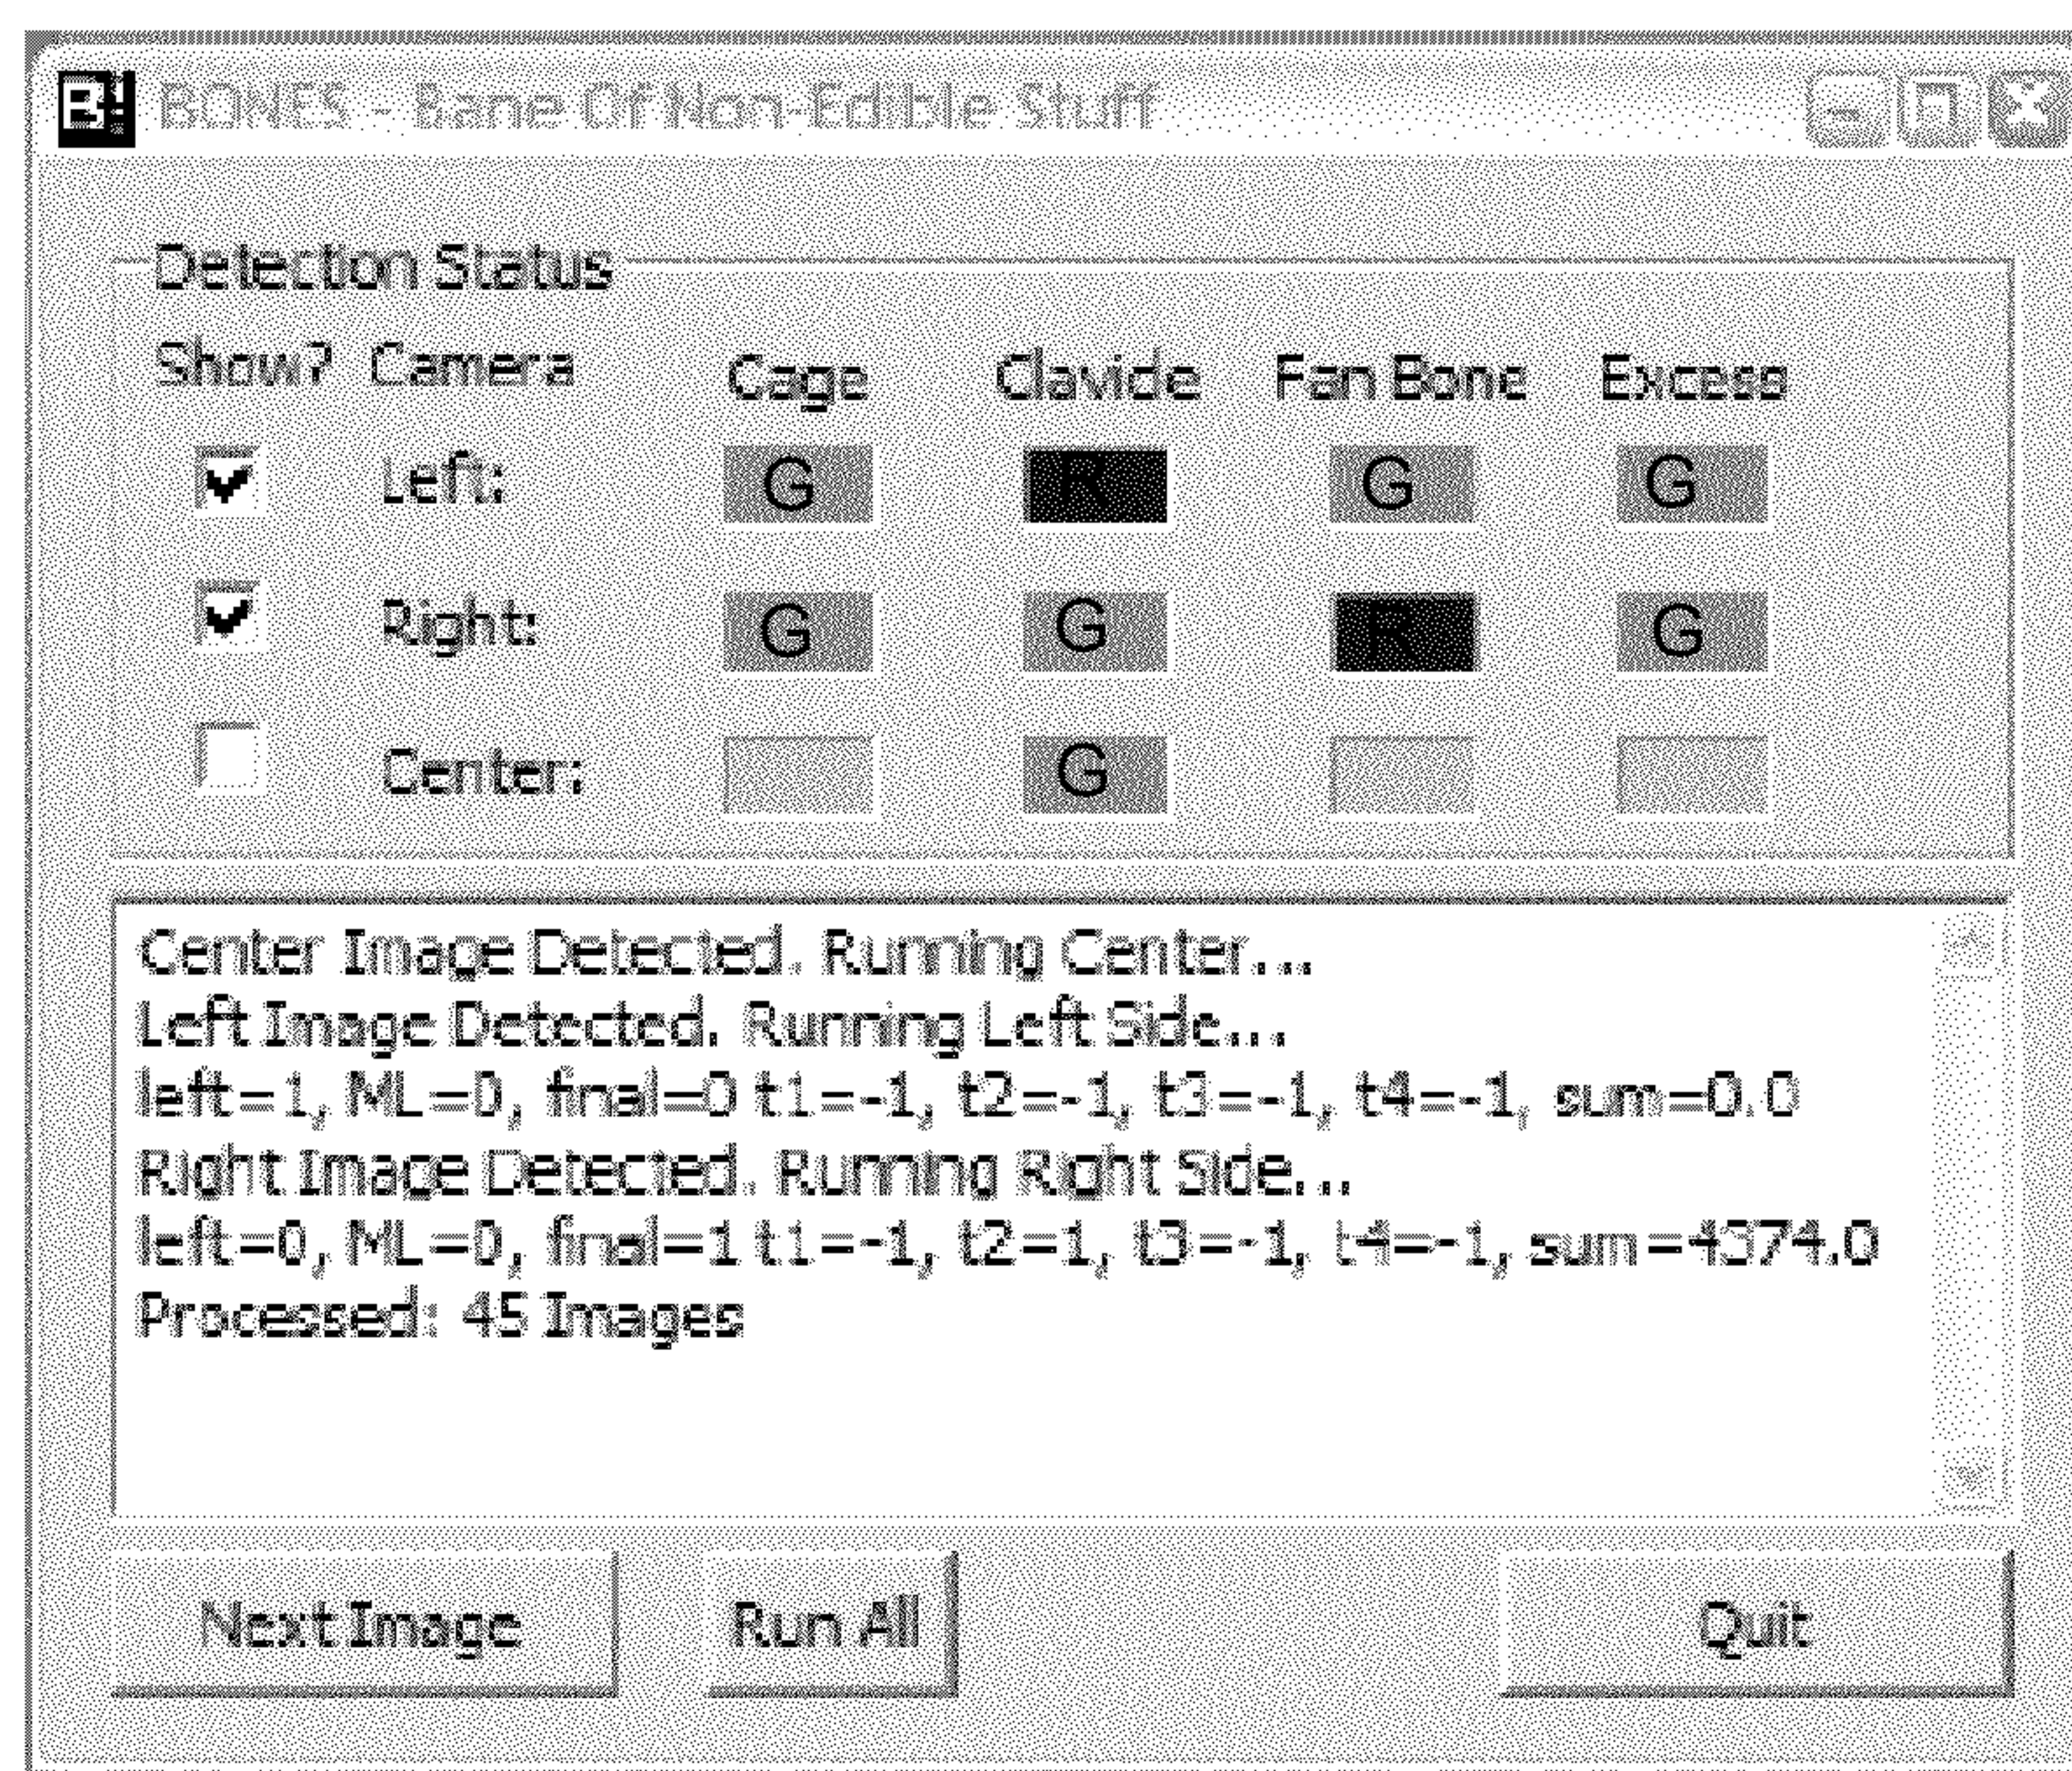 BONES - Bane Of Non-Edible Stuff
Detection Status
Show? Camera Cage Clavicle Fan Bone Excess
Left: G R G G
Right: G G R G
Center: G
Center Image Detected. Running Center...
Left Image Detected. Running Left Side...
left=1, ML=0, final=0 t1=-1, t2=-1, t3=-1, t4=-1, sum=0.0
Right Image Detected. Running Right Side...
left=0, ML=0, final=1 t1=-1, t2=1, t3=-1, t4=-1, sum=4374.0
Processed: 45 Images
Next Image Run All Quit